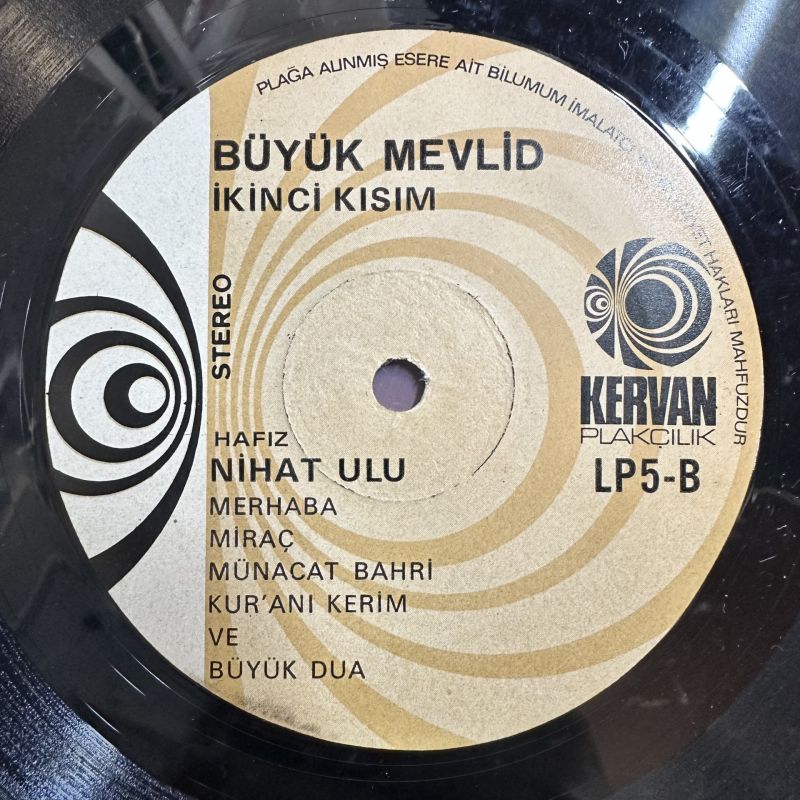 PLAĞA ALINMIŞ ESERE AİT BİLUMUM İMALATÇI HAKLARI MAHFUZDUR
BÜYÜK MEVLİD
İKİNCİ KISIM
STEREO
KERVAN
PLAKÇILIK
LP5-B
HAFIZ
NİHAT ULU
MERHABA
MİRAÇ
MÜNACAT BAHRİ
KUR'ANI KERİM
VE
BÜYÜK DUA